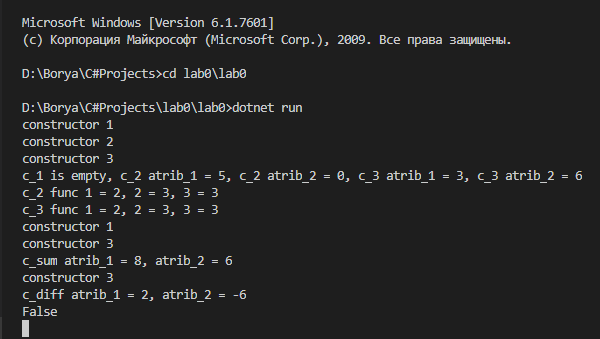 Microsoft Windows [Version 6.1.7601]
(c) Корпорация Майкрософт (Microsoft Corp.), 2009. Все права защищены.
D:\Borya\C#Projects>cd lab0\lab0
D:\Borya\C#Projects\lab0\lab0>dotnet run
constructor 1
constructor 2
constructor 3
c_1 is empty, c_2 atrib_1 = 5, c_2 atrib_2 = 0, c_3 atrib_1 = 3, c_3 atrib_2 = 6
c_2 func 1 = 2, 2 = 3, 3 = 3
c_3 func 1 = 2, 2 = 3, 3 = 3
constructor 1
constructor 3
c_sum atrib_1 = 8, atrib_2 = 6
constructor 3
c_diff atrib_1 = 2, atrib_2 = -6
False